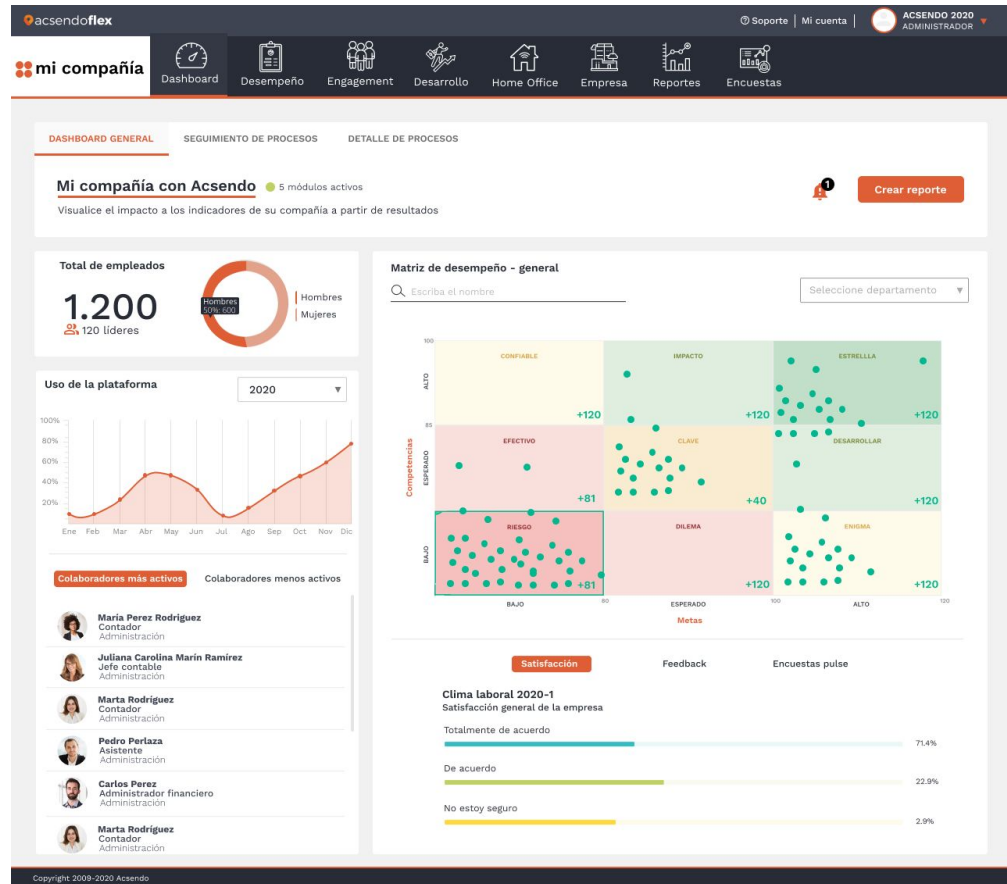 acsendoflex
Soporte | Mi cuenta |
ACSENDO 2020
ADMINISTRADOR
mi compañía
Dashboard
Desempeño
Engagement
Desarrollo
Home Office
Empresa
Reportes
Encuestas
DASHBOARD GENERAL
SEGUIMIENTO DE PROCESOS
DETALLE DE PROCESOS
Mi compañía con Acsendo
5 módulos activos
Visualice el impacto a los indicadores de su compañía a partir de resultados
1
Crear reporte
Total de empleados
1.200
120 líderes
Hombres
50%: 600
Hombres
Mujeres
Uso de la plataforma
2020
100%
80%
60%
40%
20%
Ene Feb Mar Abr May Jun Jul Ago Sep Oct Nov Dic
Colaboradores más activos
Colaboradores menos activos
María Perez Rodriguez
Contador
Administración
Juliana Carolina Marín Ramírez
Jefe contable
Administración
Marta Rodríguez
Contador
Administración
Pedro Perlaza
Asistente
Administración
Carlos Perez
Administrador financiero
Administración
Marta Rodríguez
Contador
Administración
Matriz de desempeño - general
Escriba el nombre
Seleccione departamento
100
CONFIABLE
IMPACTO
ESTRELLLA
ALTO
+120
+120
+120
85
EFECTIVO
CLAVE
DESARROLLAR
Competencias
ESPERADO
+81
+40
+120
RIESGO
DILEMA
ENIGMA
BAJO
+81
+120
+120
BAJO
80
ESPERADO
100
ALTO
120
Metas
Satisfacción
Feedback
Encuestas pulse
Clima laboral 2020-1
Satisfacción general de la empresa
Totalmente de acuerdo
71.4%
De acuerdo
22.9%
No estoy seguro
2.9%
Copyright 2009-2020 Acsendo